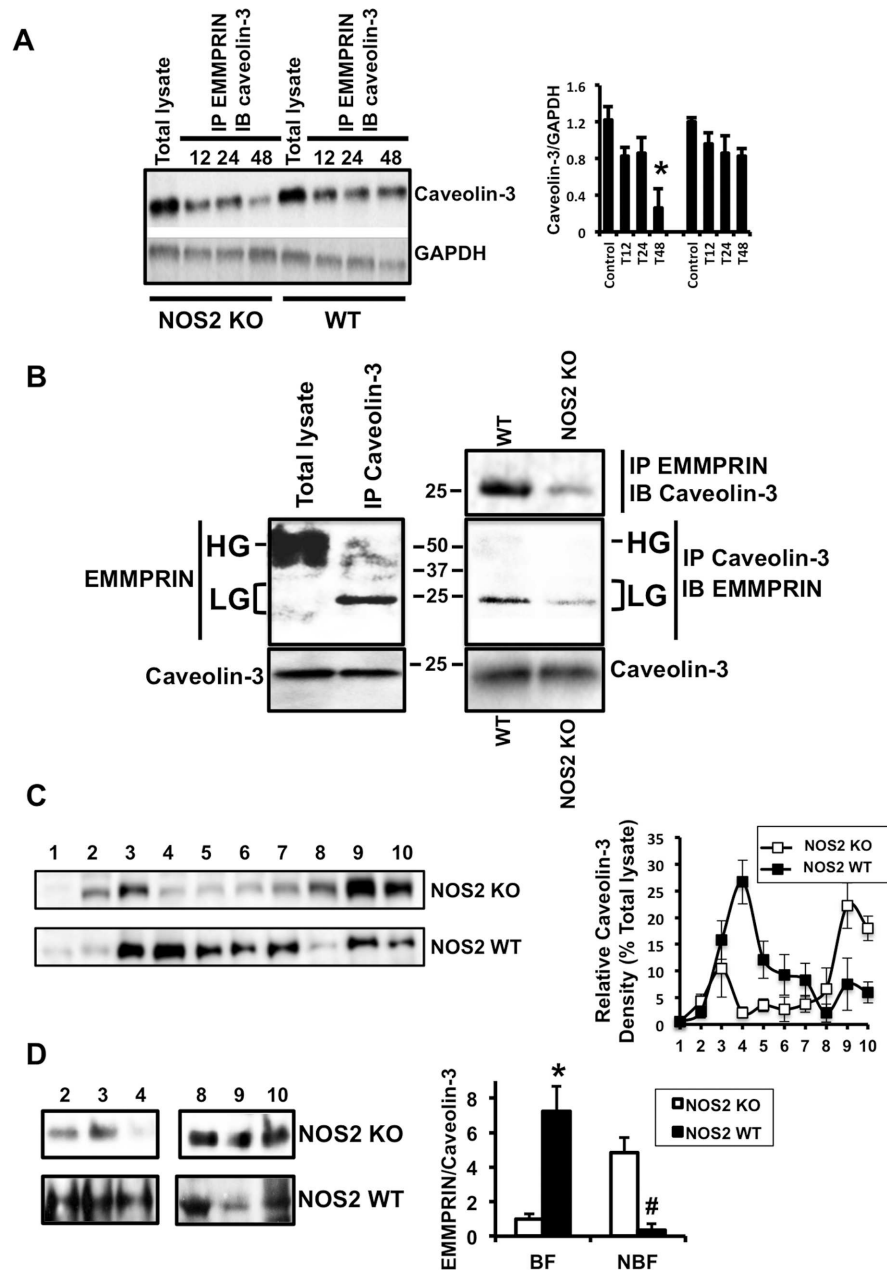 A
Total lysate
IP EMMPRIN
IB caveolin-3
Total lysate
IP EMMPRIN
IB caveolin-3
12 24 48 12 24 48
Caveolin-3
GAPDH
NOS2 KO WT
Caveolin-3/GAPDH
1.6
1.2
0.8
0.4
0
*
Control T12 T24 T48 Control T12 T24 T48
B
Total lysate
IP Caveolin-3
EMMPRIN
HG
LG
Caveolin-3
50
37
25
25
WT
NOS2 KO
25
IP EMMPRIN
IB Caveolin-3
HG
LG
IP Caveolin-3
IB EMMPRIN
Caveolin-3
WT
NOS2 KO
C
1 2 3 4 5 6 7 8 9 10
NOS2 KO
NOS2 WT
Relative Caveolin-3
Density (% Total lysate)
35
30
25
20
15
10
5
0
NOS2 KO
NOS2 WT
1 2 3 4 5 6 7 8 9 10
D
2 3 4 8 9 10
NOS2 KO
NOS2 WT
EMMPRIN/Caveolin-3
8
6
4
2
0
*
#
NOS2 KO
NOS2 WT
BF NBF